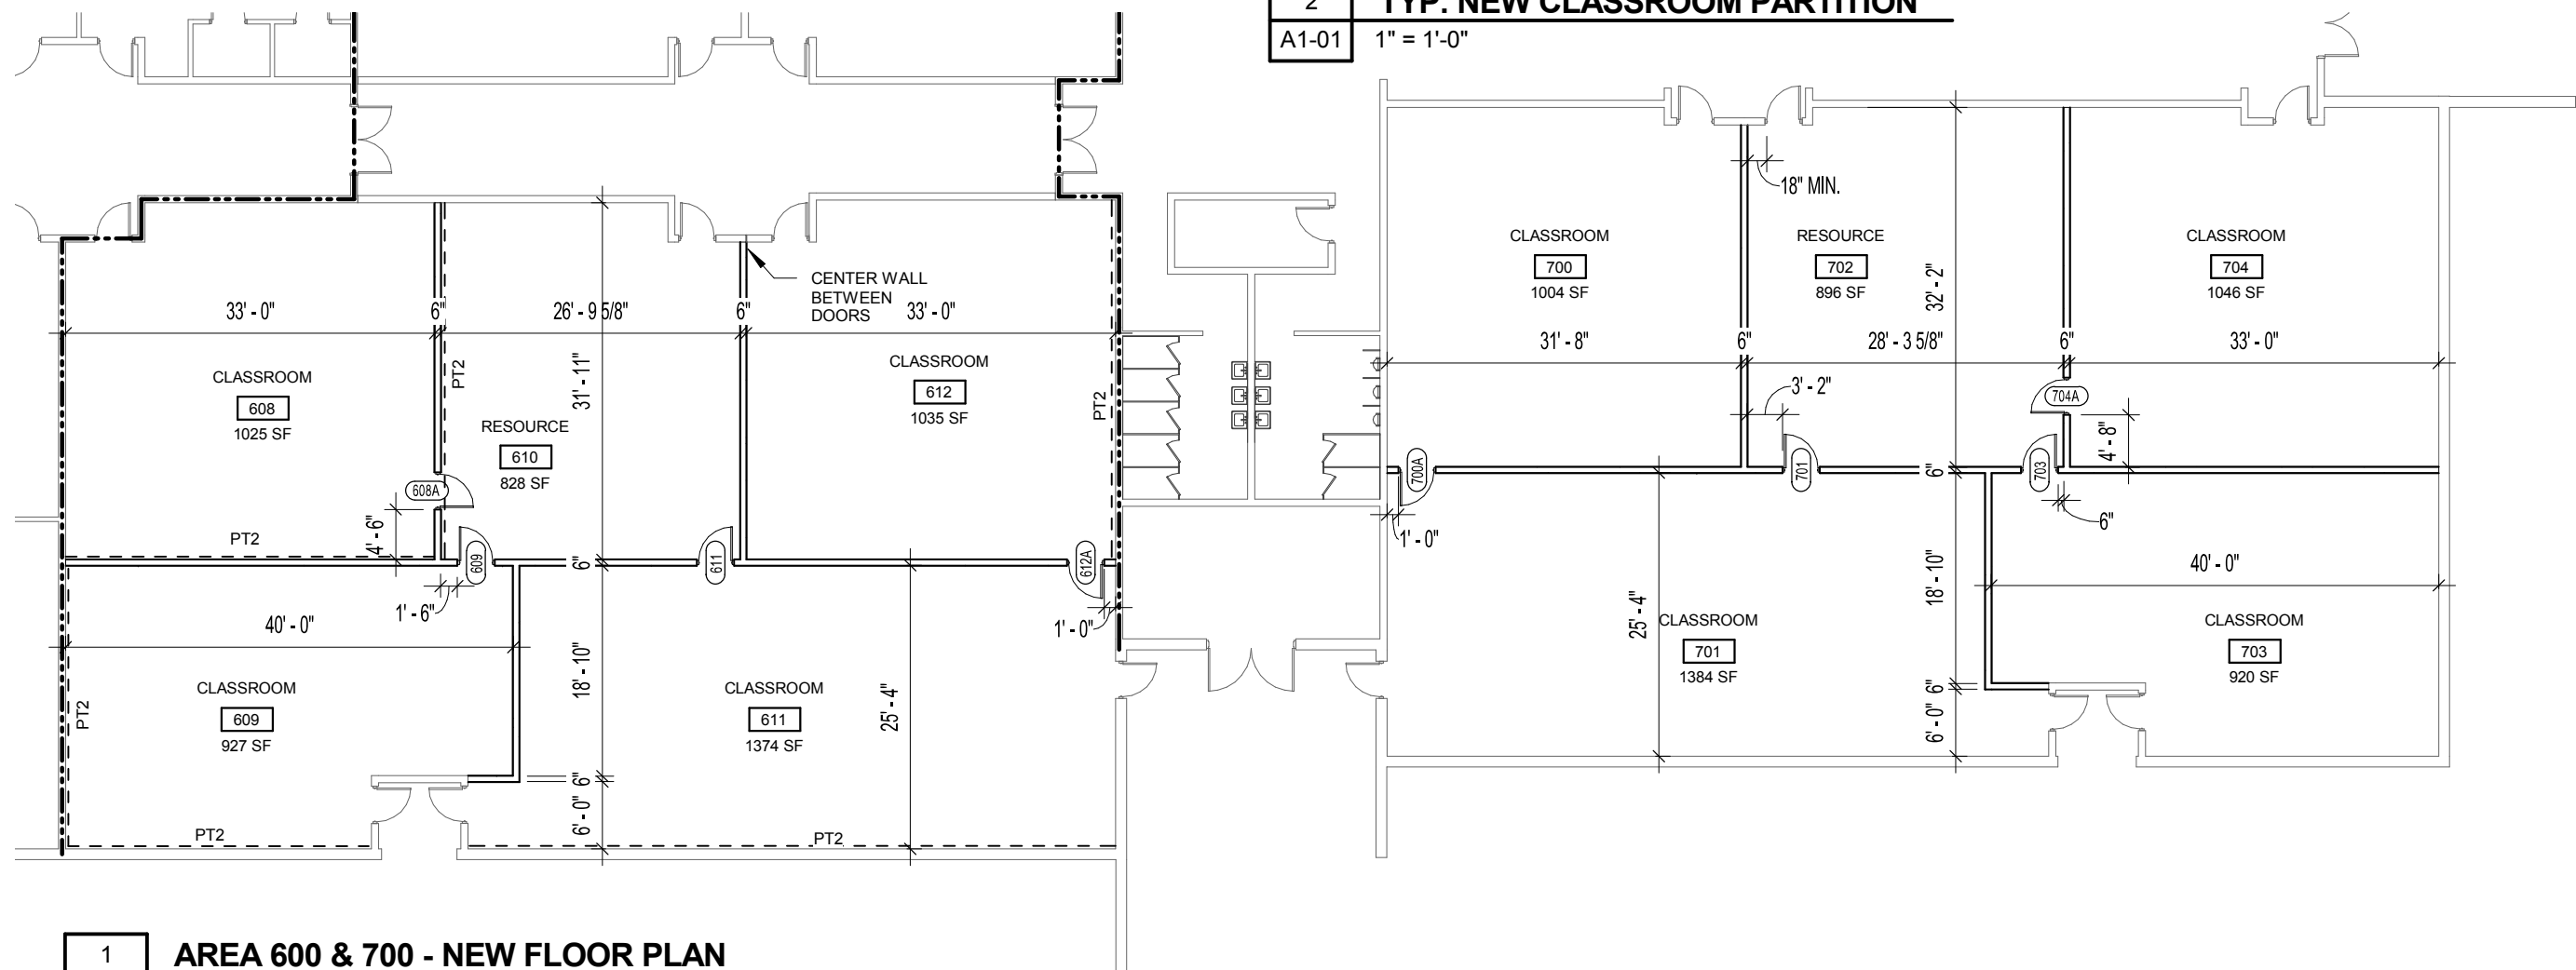 2 TYP. NEW CLASSROOM PARTITION
A1-01 1" = 1'-0"
18" MIN.
CLASSROOM
700
1004 SF
RESOURCE
702
896 SF
32' - 2"
CLASSROOM
704
1046 SF
CENTER WALL
BETWEEN
DOORS
33' - 0" 6" 26' - 9 5/8" 6" 33' - 0"
31' - 8" 6" 28' - 3 5/8" 6" 33' - 0"
CLASSROOM
608
1025 SF
PT2
31' - 11"
CLASSROOM
612
1035 SF
PT2
3' - 2"
704A
4' - 8"
RESOURCE
610
828 SF
608A
4' - 6"
PT2
700A
701
6"
703
6"
1' - 0"
609
6"
611
612A
1' - 6"
1' - 0"
40' - 0"
18' - 10"
25' - 4"
18' - 10"
40' - 0"
25' - 4"
CLASSROOM
701
1384 SF
CLASSROOM
703
920 SF
6"
6' - 0"
PT2
CLASSROOM
609
927 SF
CLASSROOM
611
1374 SF
6"
6' - 0"
PT2
PT2
1 AREA 600 & 700 - NEW FLOOR PLAN